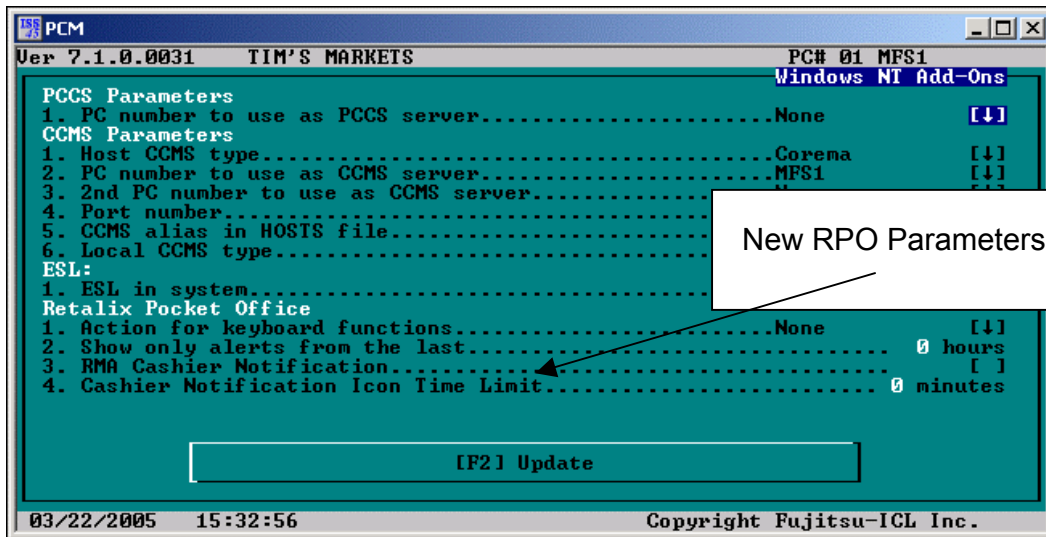 ISS 45 PCM
Ver 7.1.0.0031 TIM'S MARKETS PC# 01 MFS1
Windows NT Add-Ons
PCCS Parameters
1. PC number to use as PCCS server........................None [↓]
CCMS Parameters
1. Host CCMS type..........................................Corema [↓]
2. PC number to use as CCMS server........................MFS1 [↓]
3. 2nd PC number to use as CCMS server....................
4. Port number.............................................
5. CCMS alias in HOSTS file...............................
6. Local CCMS type.........................................
New RPO Parameters
ESL:
1. ESL in system...........................................
Retalix Pocket Office
1. Action for keyboard functions..........................None [↓]
2. Show only alerts from the last.................................. 0 hours
3. RMA Cashier Notification......................................... [ ]
4. Cashier Notification Icon Time Limit........................... 0 minutes
[F2] Update
03/22/2005 15:32:56 Copyright Fujitsu-ICL Inc.